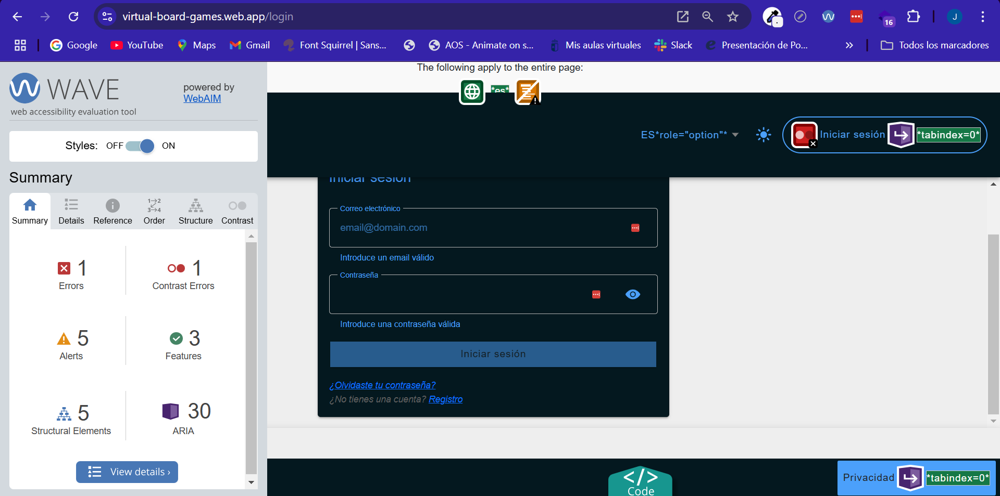 virtual-board-games.web.app/login
16
J
Google
YouTube
Maps
Gmail
Font Squirrel | Sans...
AOS - Animate on s...
Mis aulas virtuales
Slack
Presentación de Po...
»
Todos los marcadores
WAVE
powered by
WebAIM
web accessibility evaluation tool
Styles: OFF ON
Summary
Summary
Details
Reference
Order
Structure
Contrast
1
Errors
1
Contrast Errors
5
Alerts
3
Features
5
Structural Elements
30
ARIA
View details ›
The following apply to the entire page:
*es*
ES*role="option"*
Iniciar sesión
*tabindex=0*
Iniciar sesión
Correo electrónico
email@domain.com
Introduce un email válido
Contraseña
Introduce una contraseña válida
Iniciar sesión
¿Olvidaste tu contraseña?
¿No tienes una cuenta? Registro
</>
Code
Privacidad
*tabindex=0*